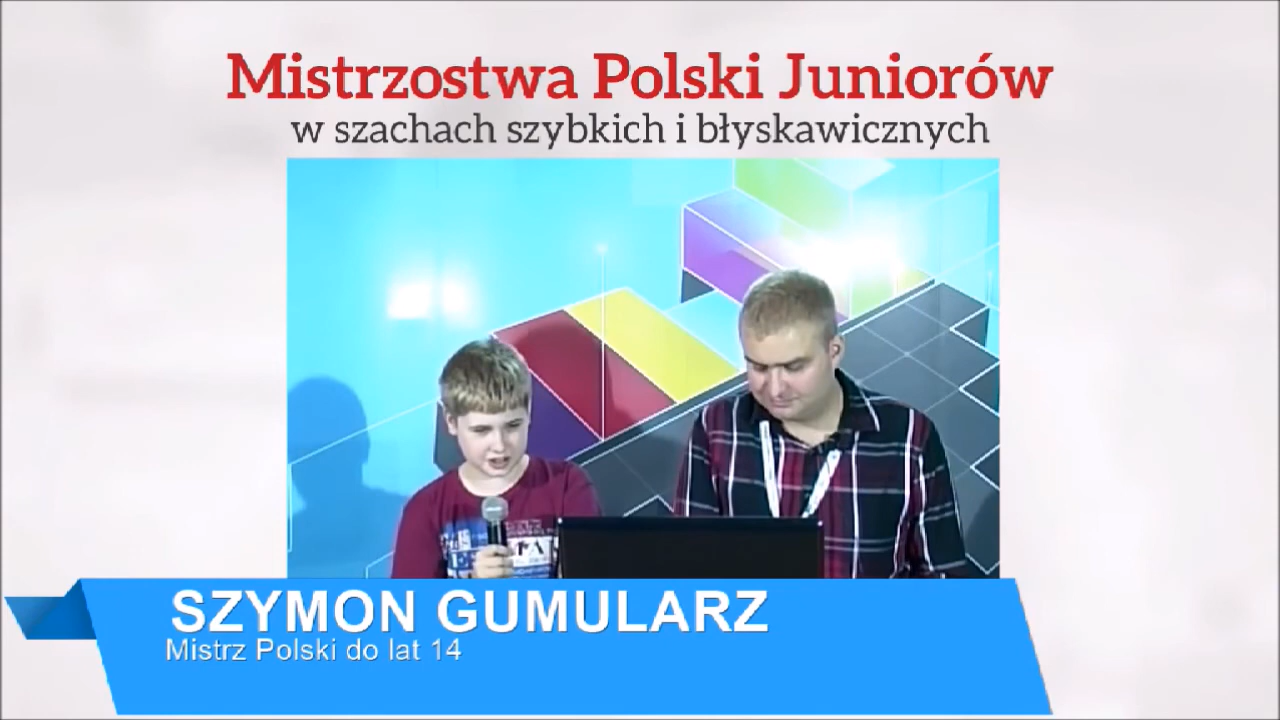 Mistrzostwa Polski Juniorów
w szachach szybkich i błyskawicznych
SZYMON GUMULARZ
Mistrz Polski do lat 14